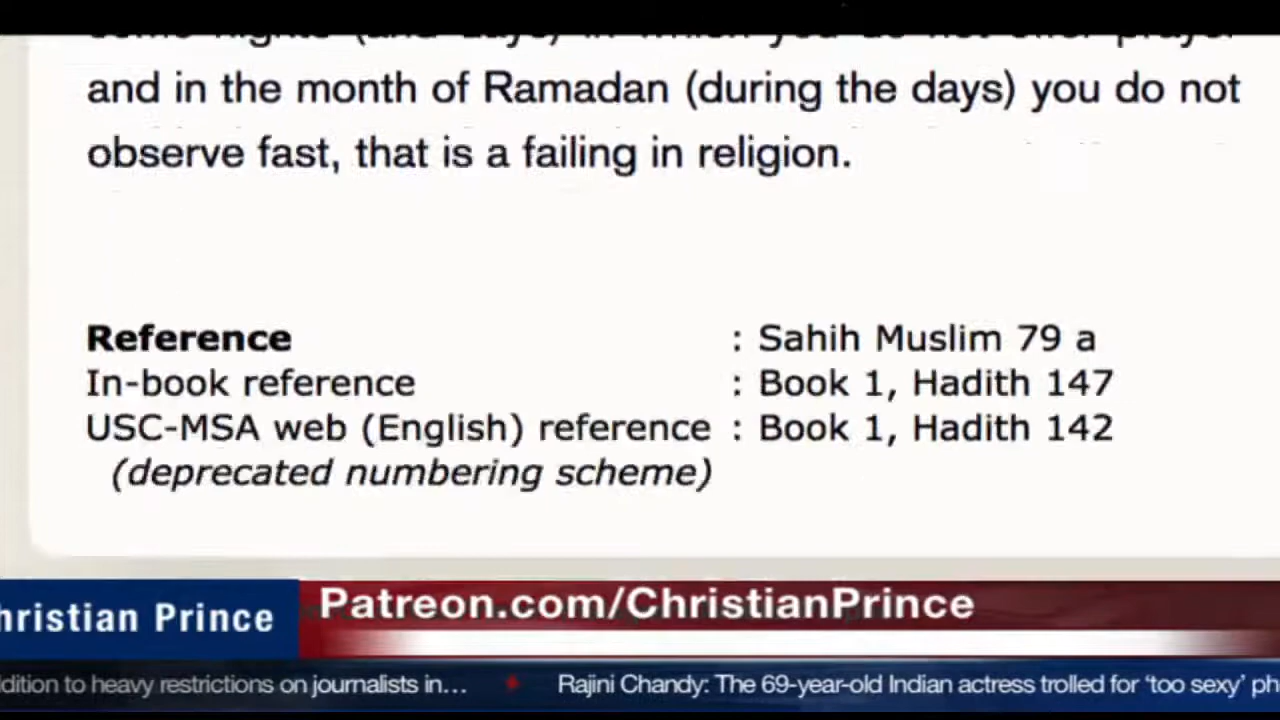 and in the month of Ramadan (during the days) you do not
observe fast, that is a failing in religion.
Reference : Sahih Muslim 79 a
In-book reference : Book 1, Hadith 147
USC-MSA web (English) reference : Book 1, Hadith 142
(deprecated numbering scheme)
hristian Prince
Patreon.com/ChristianPrince
ddition to heavy restrictions on journalists in...
Rajini Chandy: The 69-year-old Indian actress trolled for 'too sexy' ph